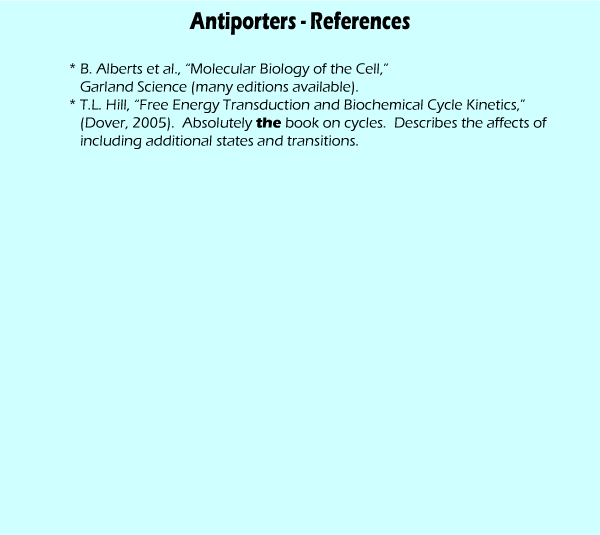 Antiporters - References
* B. Alberts et al., “Molecular Biology of the Cell,”
Garland Science (many editions available).
* T.L. Hill, “Free Energy Transduction and Biochemical Cycle Kinetics,”
(Dover, 2005).  Absolutely the book on cycles.  Describes the affects of
including additional states and transitions.